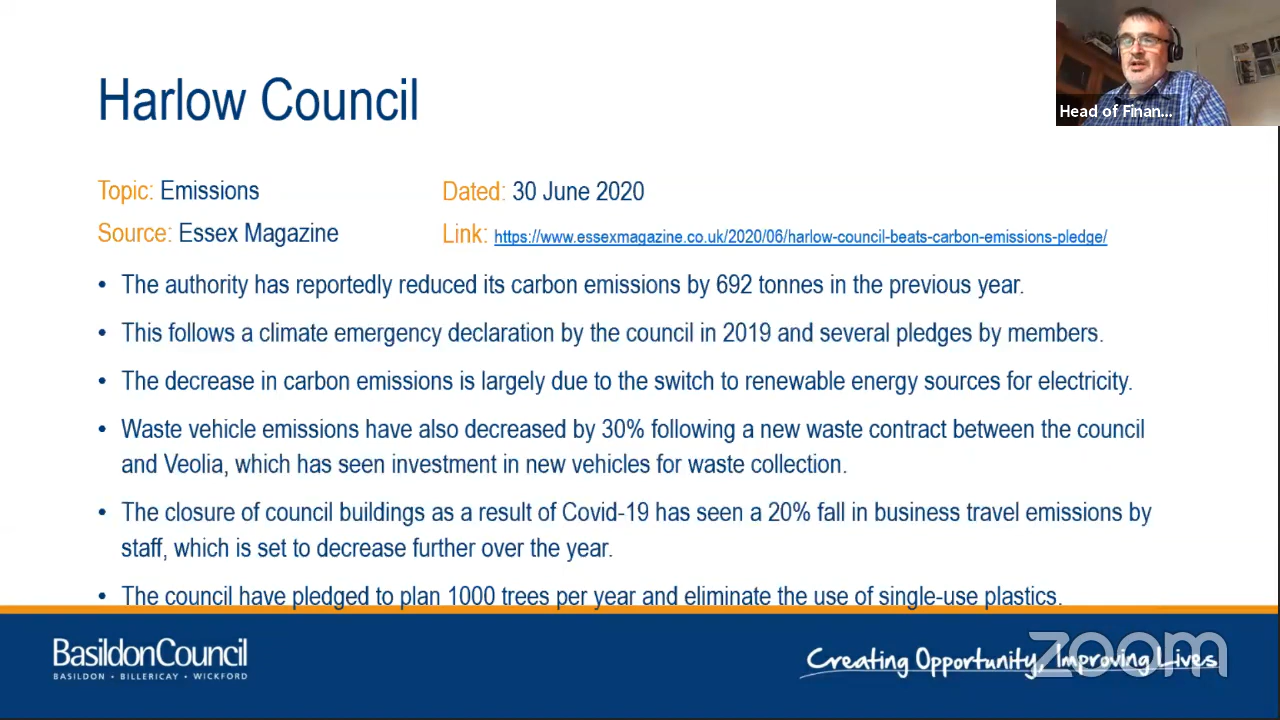 Harlow Council
Head of Finan...
Topic: Emissions
Dated: 30 June 2020
Source: Essex Magazine
Link: https://www.essexmagazine.co.uk/2020/06/harlow-council-beats-carbon-emissions-pledge/
• The authority has reportedly reduced its carbon emissions by 692 tonnes in the previous year.
• This follows a climate emergency declaration by the council in 2019 and several pledges by members.
• The decrease in carbon emissions is largely due to the switch to renewable energy sources for electricity.
• Waste vehicle emissions have also decreased by 30% following a new waste contract between the council
and Veolia, which has seen investment in new vehicles for waste collection.
• The closure of council buildings as a result of Covid-19 has seen a 20% fall in business travel emissions by
staff, which is set to decrease further over the year.
• The council have pledged to plan 1000 trees per year and eliminate the use of single-use plastics.
BasildonCouncil
BASILDON • BILLERICAY • WICKFORD
Creating Opportunity, Improving Lives
zoom